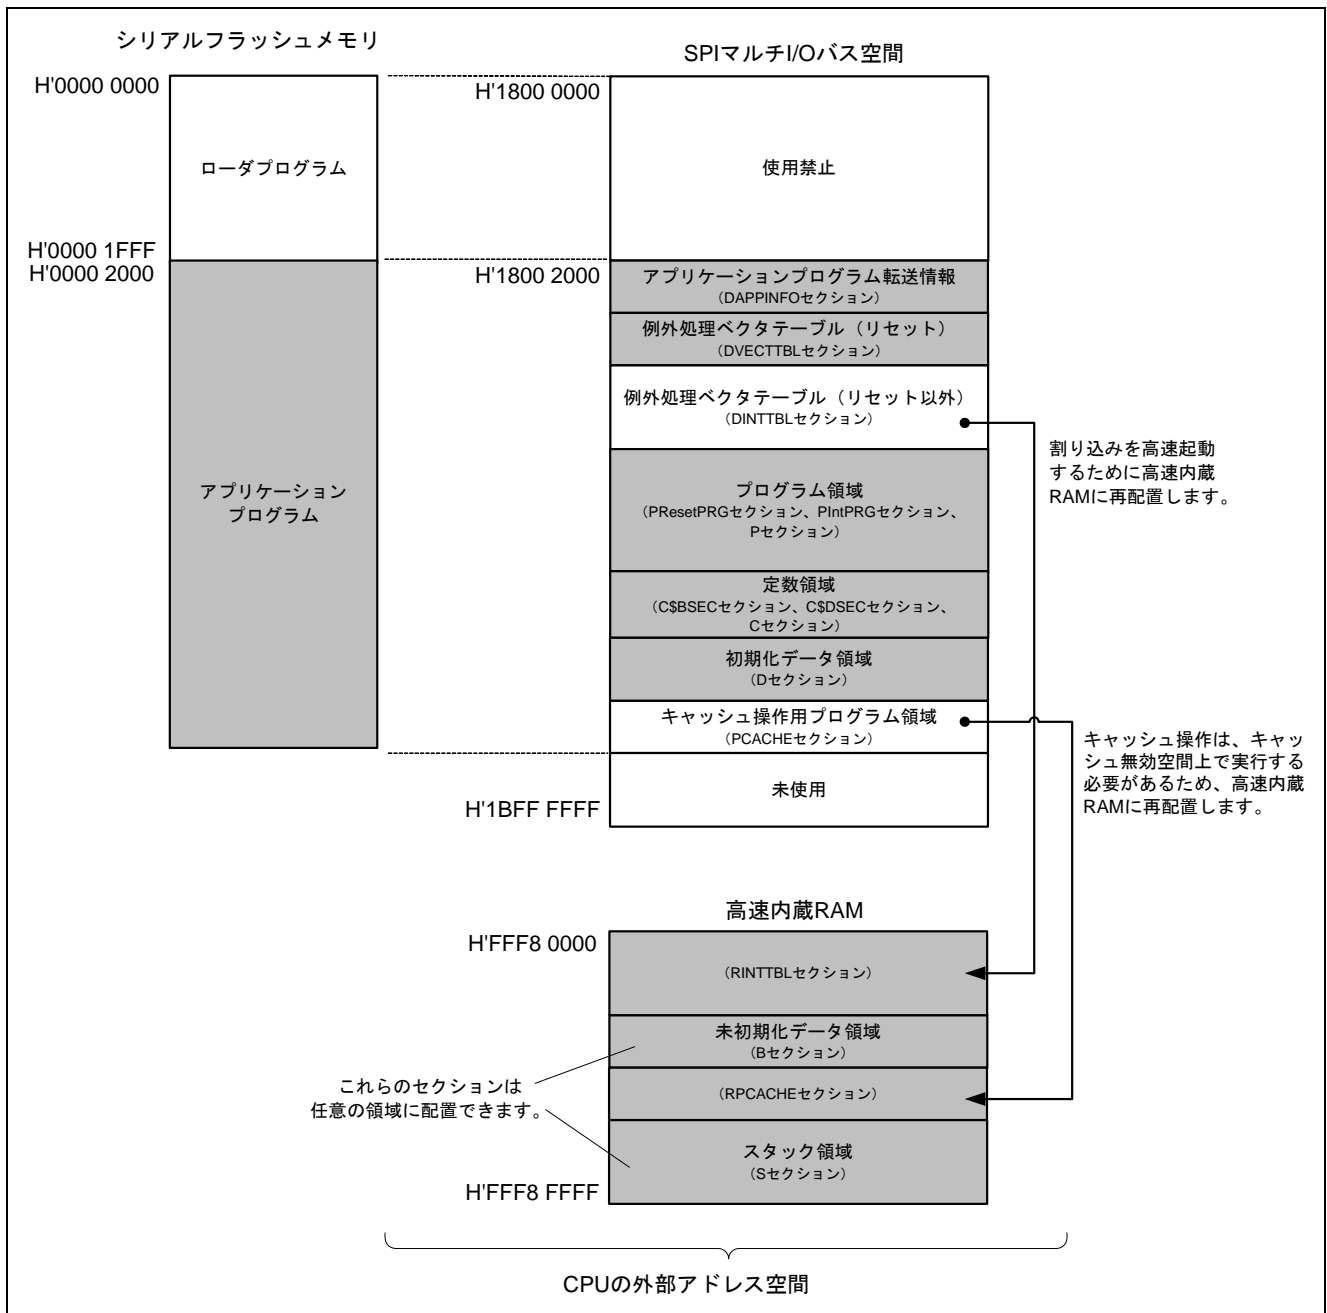 シリアルフラッシュメモリ
H'0000 0000
ローダプログラム
H'0000 1FFF
H'0000 2000
アプリケーション
プログラム
SPIマルチI/Oバス空間
H'1800 0000
使用禁止
H'1800 2000
アプリケーションプログラム転送情報
(DAPPINFOセクション)
例外処理ベクタテーブル(リセット)
(DVECTTBLセクション)
例外処理ベクタテーブル(リセット以外)
(DINTTBLセクション)
プログラム領域
(PResetPRGセクション、PIntPRGセクション、
Pセクション)
定数領域
(C$BSECセクション、C$DSECセクション、
Cセクション)
初期化データ領域
(Dセクション)
キャッシュ操作用プログラム領域
(PCACHEセクション)
未使用
H'1BFF FFFF
割り込みを高速起動
するために高速内蔵
RAMに再配置します。
キャッシュ操作は、キャッ
シュ無効空間上で実行する
必要があるため、高速内蔵
RAMに再配置します。
高速内蔵RAM
H'FFF8 0000
(RINTTBLセクション)
未初期化データ領域
(Bセクション)
(RPCACHEセクション)
スタック領域
(Sセクション)
H'FFF8 FFFF
これらのセクションは
任意の領域に配置できます。
CPUの外部アドレス空間